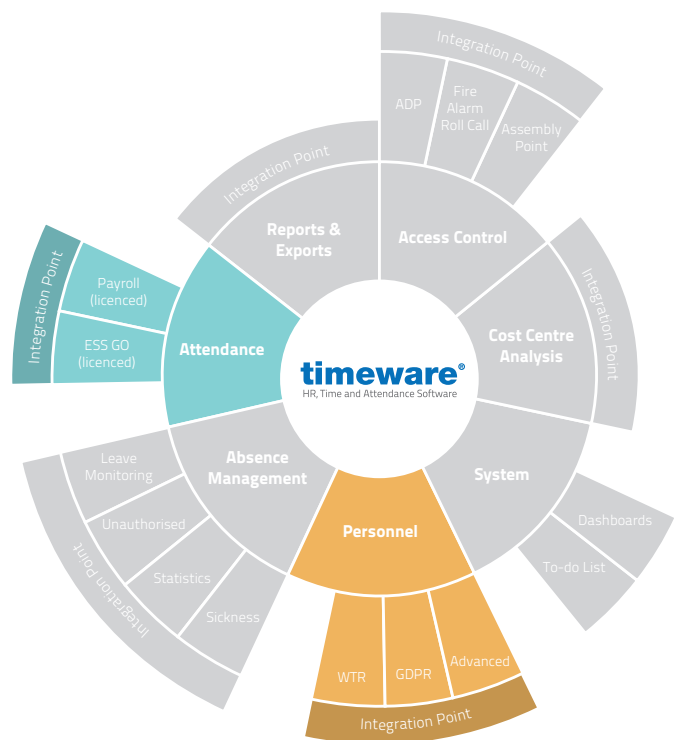 Integration Point
ADP
Fire
Alarm
Roll Call
Assembly
Point
Integration Point
Reports &
Exports
Access Control
Integration Point
Cost Centre
Analysis
Integration Point
Payroll
(licenced)
ESS GO
(licenced)
Attendance
timeware®
HR, Time and Attendance Software
Absence
Management
Leave
Monitoring
Unauthorised
Statistics
Sickness
Integration Point
System
Dashboards
To-do List
Personnel
WTR
GDPR
Advanced
Integration Point